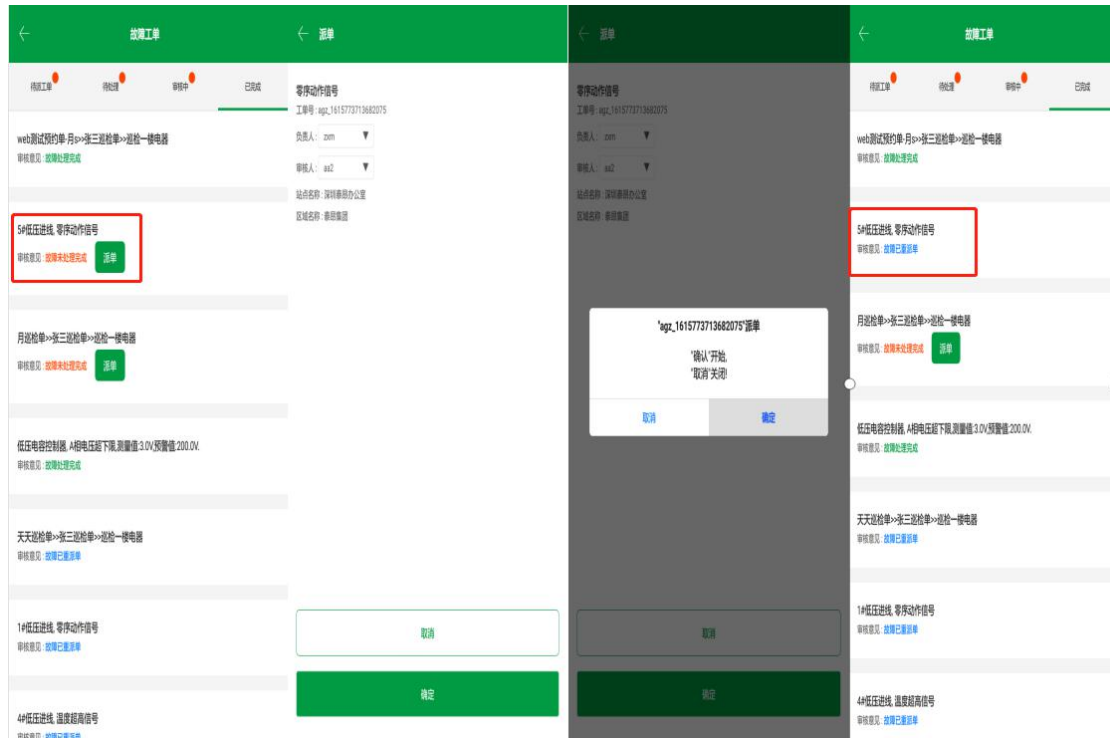 故障工单
待派工单
待处理
审核中
已完成
web测试预约单-月s>>张三巡检单>>巡检一楼电器
审核意见:故障处理完成
5#低压进线, 零序动作信号
审核意见:故障未处理完成
派单
月巡检单>>张三巡检单>>巡检一楼电器
审核意见:故障未处理完成
派单
低压电容控制器, A相电压超下限,测量值:3.0V,预警值:200.0V.
审核意见:故障处理完成
天天巡检单>>张三巡检单>>巡检一楼电器
审核意见:故障已重派单
1#低压进线, 零序动作信号
审核意见:故障已重派单
4#低压进线, 温度超高信号
审核意见:故障已重派单
派单
零序动作信号
工单号: agz_1615773713682075
负责人: zxm ▼
审核人: aa2 ▼
站点名称: 深圳泰昂办公室
区域名称: 泰昂集团
取消
确定
派单
零序动作信号
工单号: agz_1615773713682075
负责人: zxm ▼
审核人: aa2 ▼
站点名称: 深圳泰昂办公室
区域名称: 泰昂集团
'agz_1615773713682075'派单
'确认'开始,
'取消'关闭!
取消
确定
取消
确定
故障工单
待派工单
待处理
审核中
已完成
web测试预约单-月s>>张三巡检单>>巡检一楼电器
审核意见:故障处理完成
5#低压进线, 零序动作信号
审核意见:故障已重派单
月巡检单>>张三巡检单>>巡检一楼电器
审核意见:故障未处理完成
派单
低压电容控制器, A相电压超下限,测量值:3.0V,预警值:200.0V.
审核意见:故障处理完成
天天巡检单>>张三巡检单>>巡检一楼电器
审核意见:故障已重派单
1#低压进线, 零序动作信号
审核意见:故障已重派单
4#低压进线, 温度超高信号
审核意见:故障已重派单